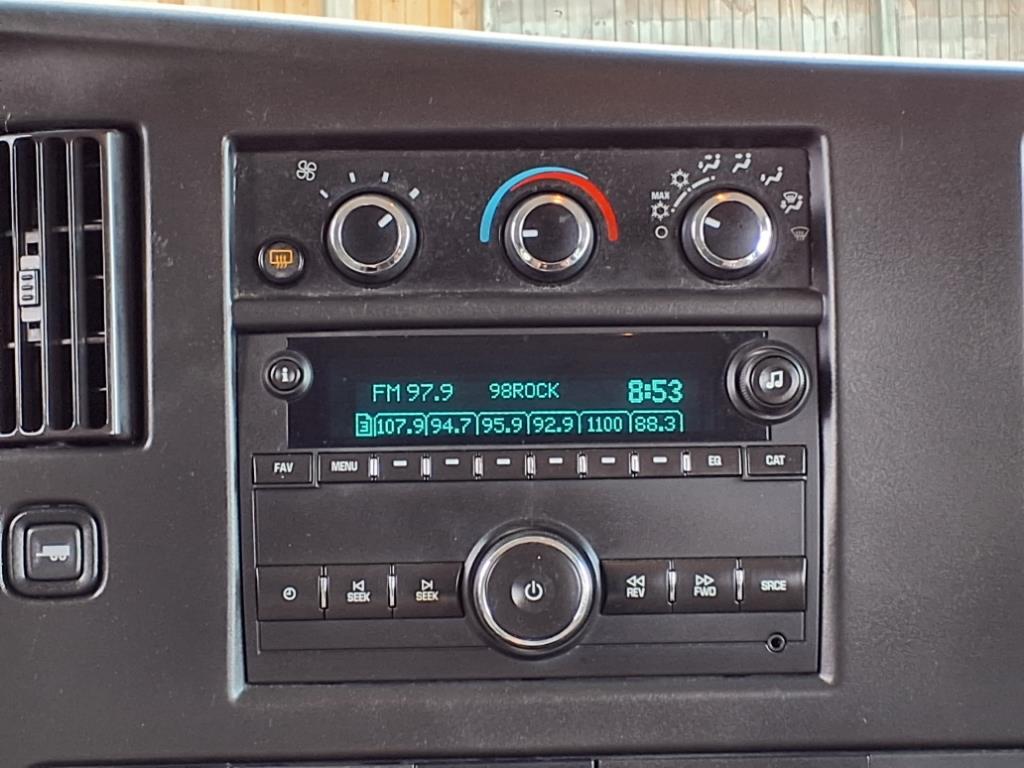 MAX
FM 97.9 98ROCK 8:53
3 107.9 94.7 95.9 92.9 1100 88.3
FAV MENU EQ CAT
SEEK SEEK REV FWD SRCE